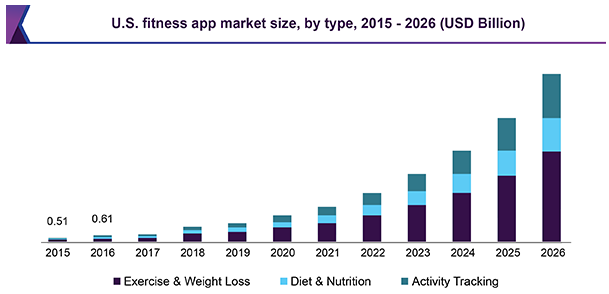 U.S. fitness app market size, by type, 2015 - 2026 (USD Billion)
0.51 0.61
2015 2016 2017 2018 2019 2020 2021 2022 2023 2024 2025 2026
Exercise & Weight Loss Diet & Nutrition Activity Tracking